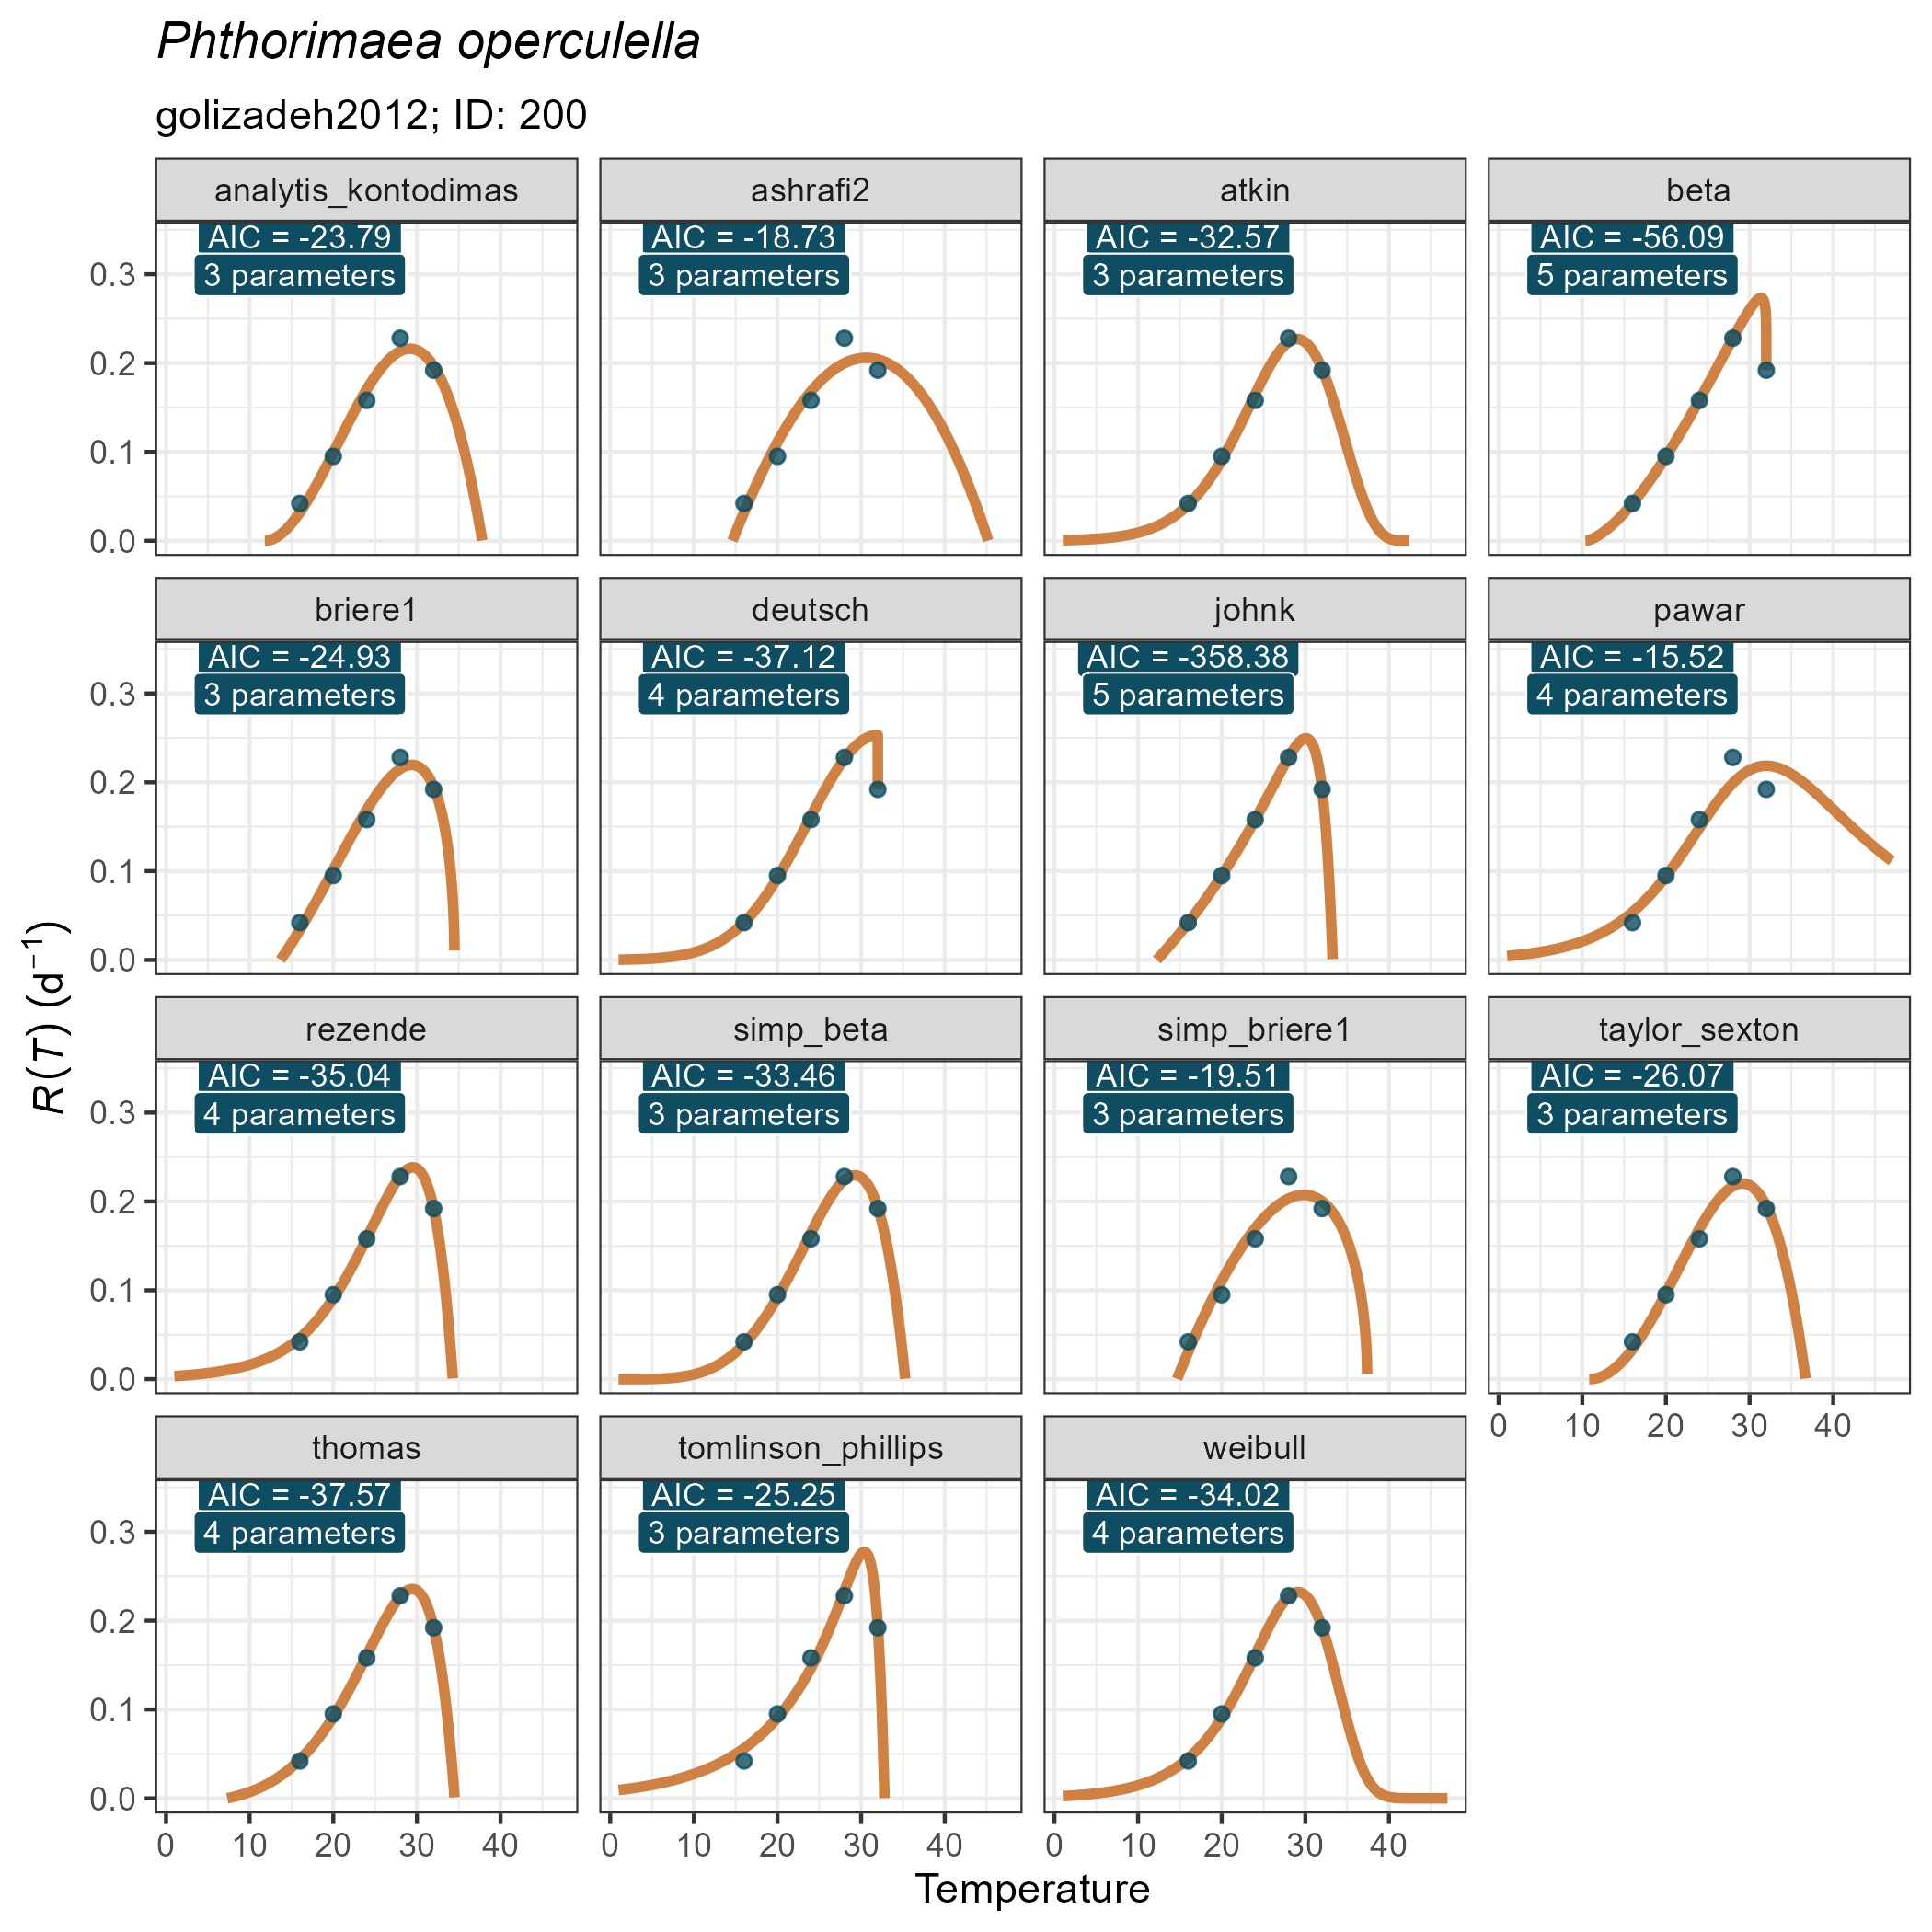 Phthorimaea operculella
golizadeh2012; ID: 200
analytis_kontodimas
AIC = -23.79
3 parameters
ashrafi2
AIC = -18.73
3 parameters
atkin
AIC = -32.57
3 parameters
beta
AIC = -56.09
5 parameters
0.3
0.2
0.1
0.0
briere1
AIC = -24.93
3 parameters
deutsch
AIC = -37.12
4 parameters
johnk
AIC = -358.38
5 parameters
pawar
AIC = -15.52
4 parameters
0.3
0.2
0.1
0.0
R(T) (d⁻¹)
rezende
AIC = -35.04
4 parameters
simp_beta
AIC = -33.46
3 parameters
simp_briere1
AIC = -19.51
3 parameters
taylor_sexton
AIC = -26.07
3 parameters
0.3
0.2
0.1
0.0
0 10 20 30 40
thomas
AIC = -37.57
4 parameters
tomlinson_phillips
AIC = -25.25
3 parameters
weibull
AIC = -34.02
4 parameters
0.3
0.2
0.1
0.0
0 10 20 30 40
0 10 20 30 40
0 10 20 30 40
Temperature